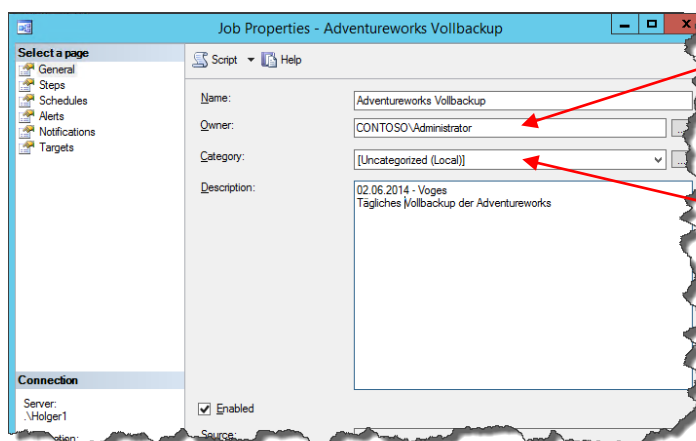 Job Properties - Adventureworks Vollbackup
Select a page
General
Steps
Schedules
Alerts
Notifications
Targets
Script
Help
Name:
Adventureworks Vollbackup
Owner:
CONTOSO\Administrator
...
Category:
[Uncategorized (Local)]
...
Description:
02.06.2014 - Voges
Tägliches Vollbackup der Adventureworks
Connection
Server:
.\Holger1
Enabled
Source: